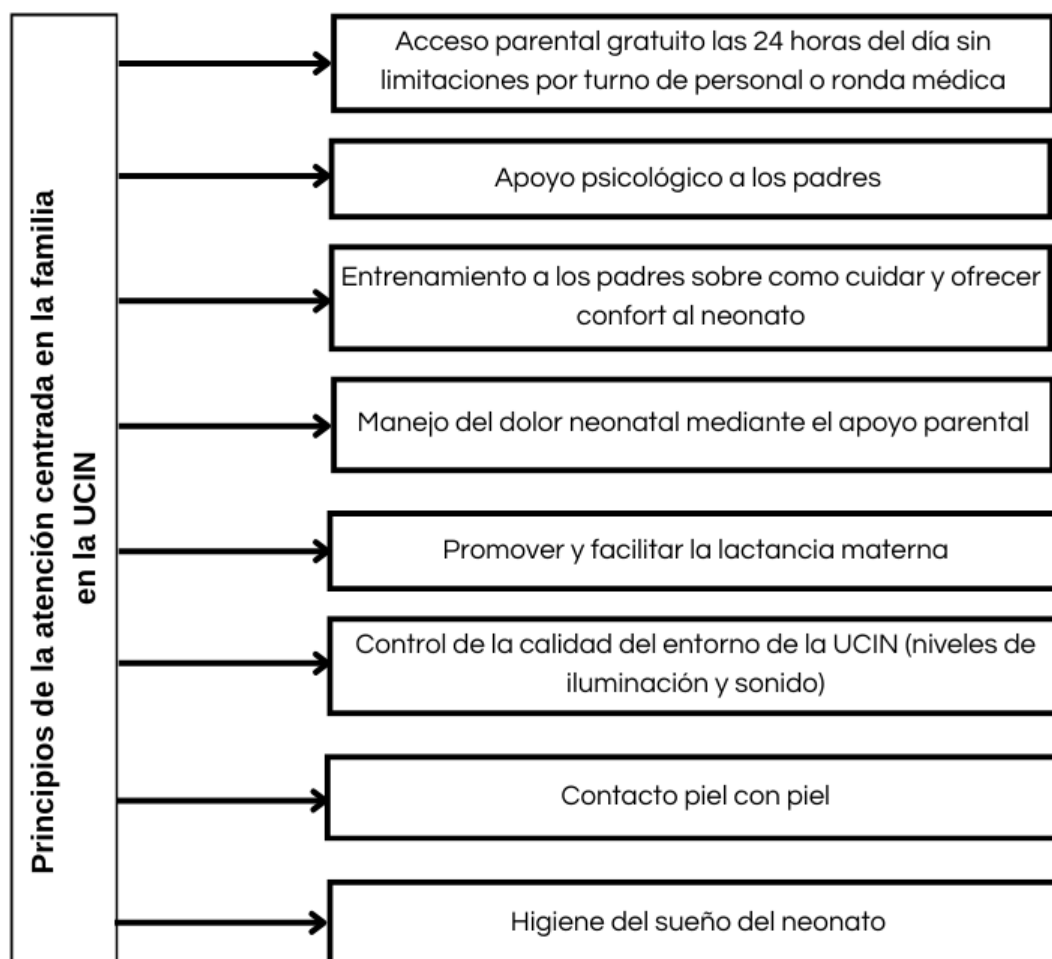 Principios de la atención centrada en la familia
en la UCIN
Acceso parental gratuito las 24 horas del día sin
limitaciones por turno de personal o ronda médica
Apoyo psicológico a los padres
Entrenamiento a los padres sobre como cuidar y ofrecer
confort al neonato
Manejo del dolor neonatal mediante el apoyo parental
Promover y facilitar la lactancia materna
Control de la calidad del entorno de la UCIN (niveles de
iluminación y sonido)
Contacto piel con piel
Higiene del sueño del neonato